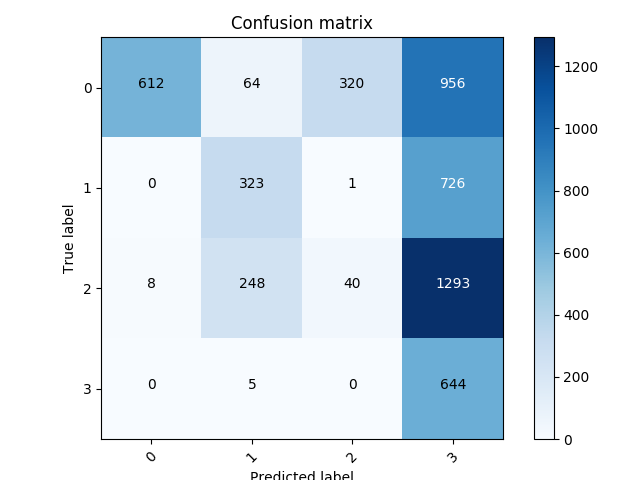 Confusion matrix
0 612 64 320 956
1 0 323 1 726
2 8 248 40 1293
3 0 5 0 644
0 1 2 3
True label
Predicted label
1200
1000
800
600
400
200
0